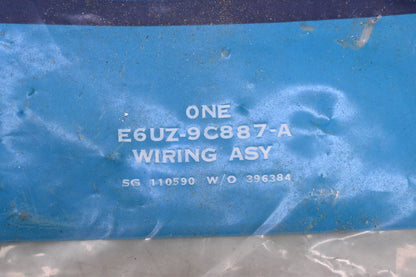 ONE
E6UZ-9C887-A
WIRING ASY
SG 110590 W/O 396384